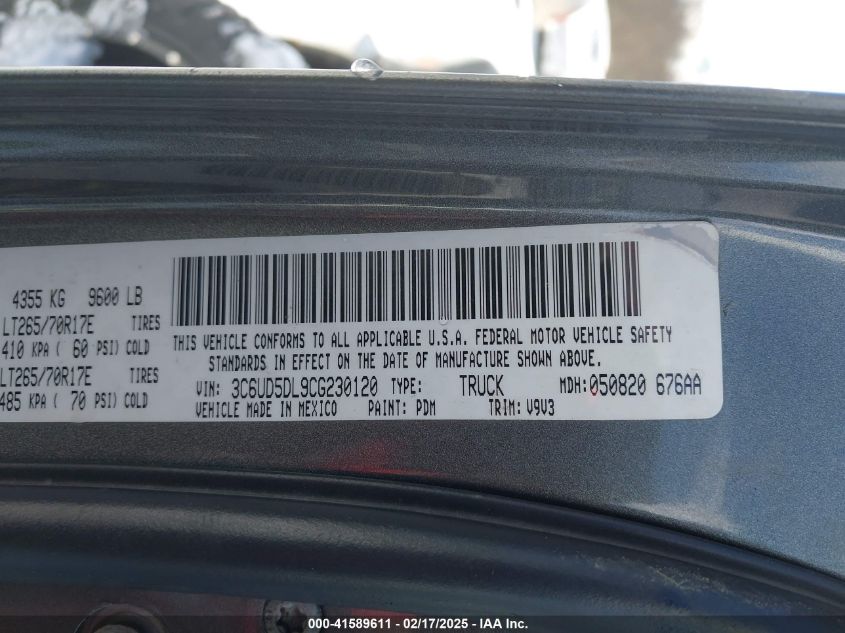 4355 KG 9600 LB
LT265/70R17E TIRES
410 KPA ( 60 PSI) COLD
LT265/70R17E TIRES
485 KPA ( 70 PSI) COLD
THIS VEHICLE CONFORMS TO ALL APPLICABLE U.S.A. FEDERAL MOTOR VEHICLE SAFETY
STANDARDS IN EFFECT ON THE DATE OF MANUFACTURE SHOWN ABOVE.
VIN: 3C6UD5DL9CG230120 TYPE: TRUCK MDH: 050820 676AA
VEHICLE MADE IN MEXICO PAINT: PDM TRIM: V9V3
000-41589611 - 02/17/2025 - IAA Inc.